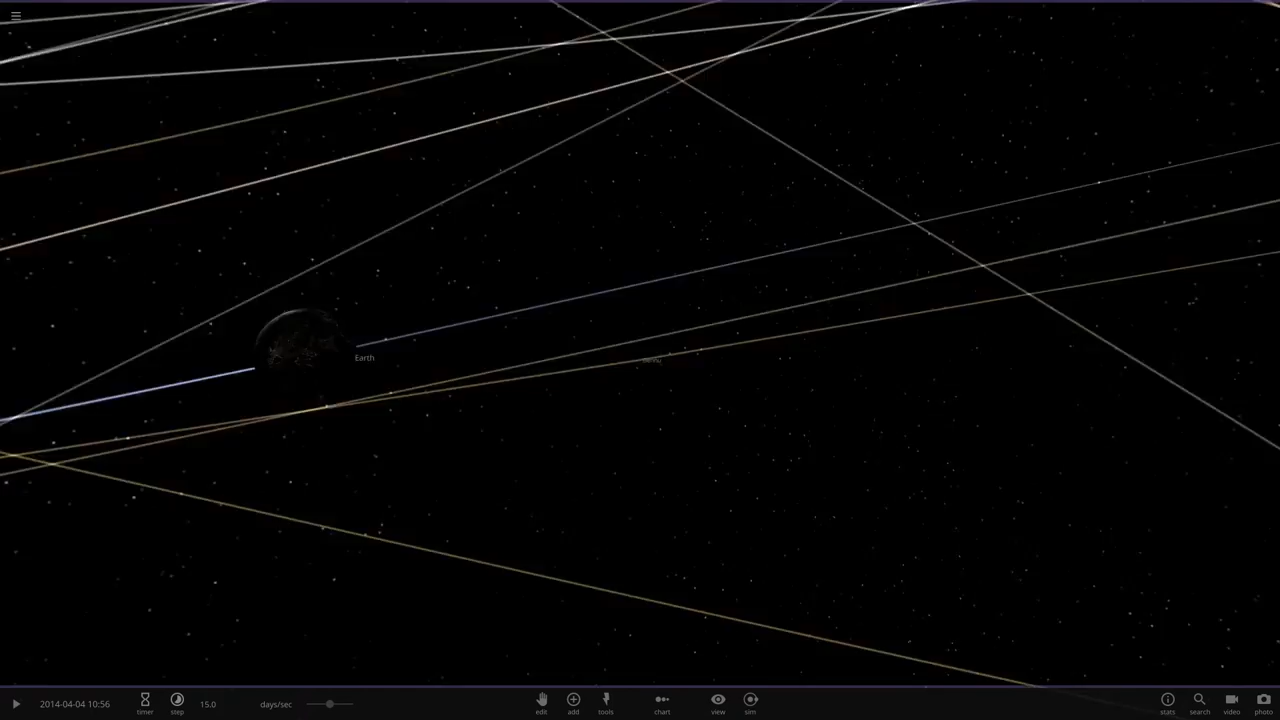 Earth
2014-04-04 10:56
timer
step
15.0
days/sec
edit
add
tools
chart
view
sim
stats
search
video
photo